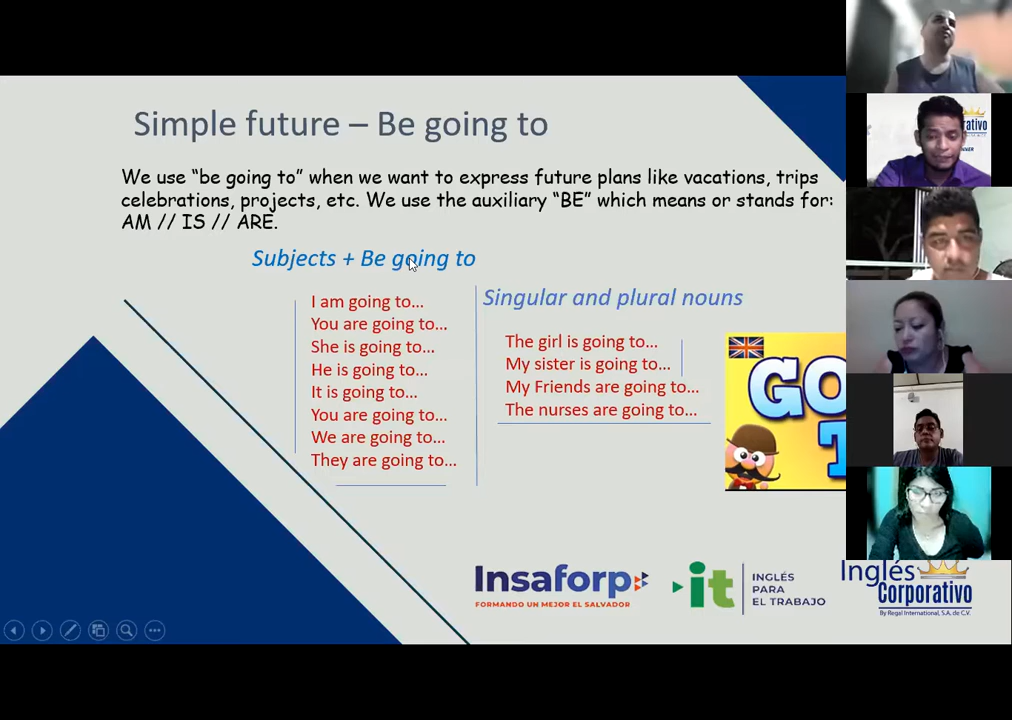 Simple future – Be going to
We use "be going to" when we want to express future plans like vacations, trips
celebrations, projects, etc. We use the auxiliary "BE" which means or stands for:
AM // IS // ARE.
Subjects + Be going to
I am going to...
You are going to...
She is going to...
He is going to...
It is going to...
You are going to...
We are going to...
They are going to...
Singular and plural nouns
The girl is going to...
My sister is going to...
My Friends are going to...
The nurses are going to...
GO
T
Insaforp
FORMANDO UN MEJOR EL SALVADOR
it
INGLÉS
PARA
EL TRABAJO
Inglés
Corporativo
By Regal International, S.A. de C.V.